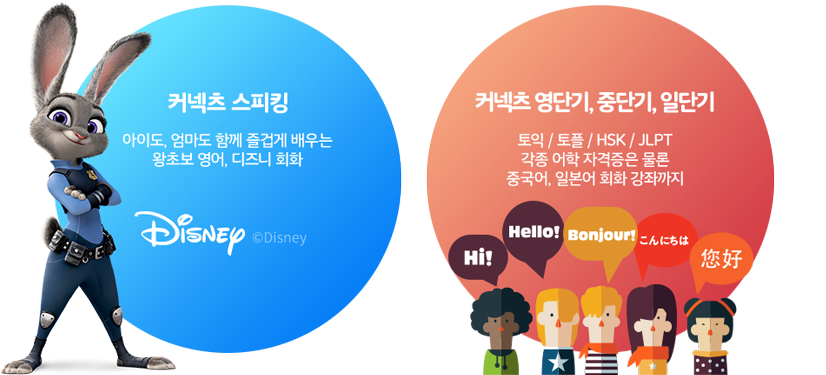 커넥츠 스피킹
아이도, 엄마도 함께 즐겁게 배우는
왕초보 영어, 디즈니 회화
Disney ©Disney
커넥츠 영단기, 중단기, 일단기
토익 / 토플 / HSK / JLPT
각종 어학 자격증은 물론
중국어, 일본어 회화 강좌까지
Hi!
Hello!
Bonjour!
こんにちは
您好